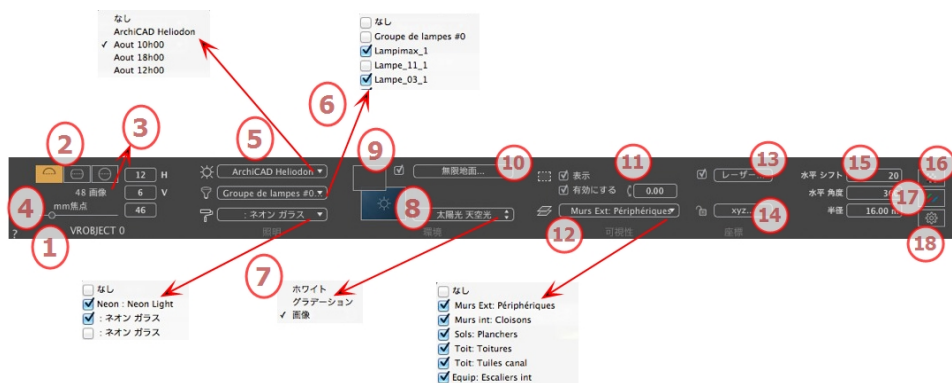 なし
ArchiCAD Heliodon
✓ Aout 10h00
Aout 18h00
Aout 12h00
なし
Groupe de lampes #0
Lampimax_1
Lampe_11_1
Lampe_03_1
1
2
3
4
5
6
7
8
9
10
11
12
13
14
15
16
17
18
12 H
48 画像
6 V
mm焦点
46
?
VROBJECT 0
ArchiCAD Heliodon
Groupe de lampes #0
: ネオン ガラス
照明
無限地面...
太陽光 天空光
環境
表示
有効にする
0.00
Murs Ext: Périphériques
可視性
レーザー
xyz...
座標
水平 シフト
20
水平 角度
半径
16.00
なし
Neon : Neon Light
: ネオン ガラス
: ネオン ガラス
ホワイト
グラデーション
✓ 画像
なし
Murs Ext: Périphériques
Murs int: Cloisons
Sols: Planchers
Toit: Toitures
Toit: Tuiles canal
Equip: Escaliers int